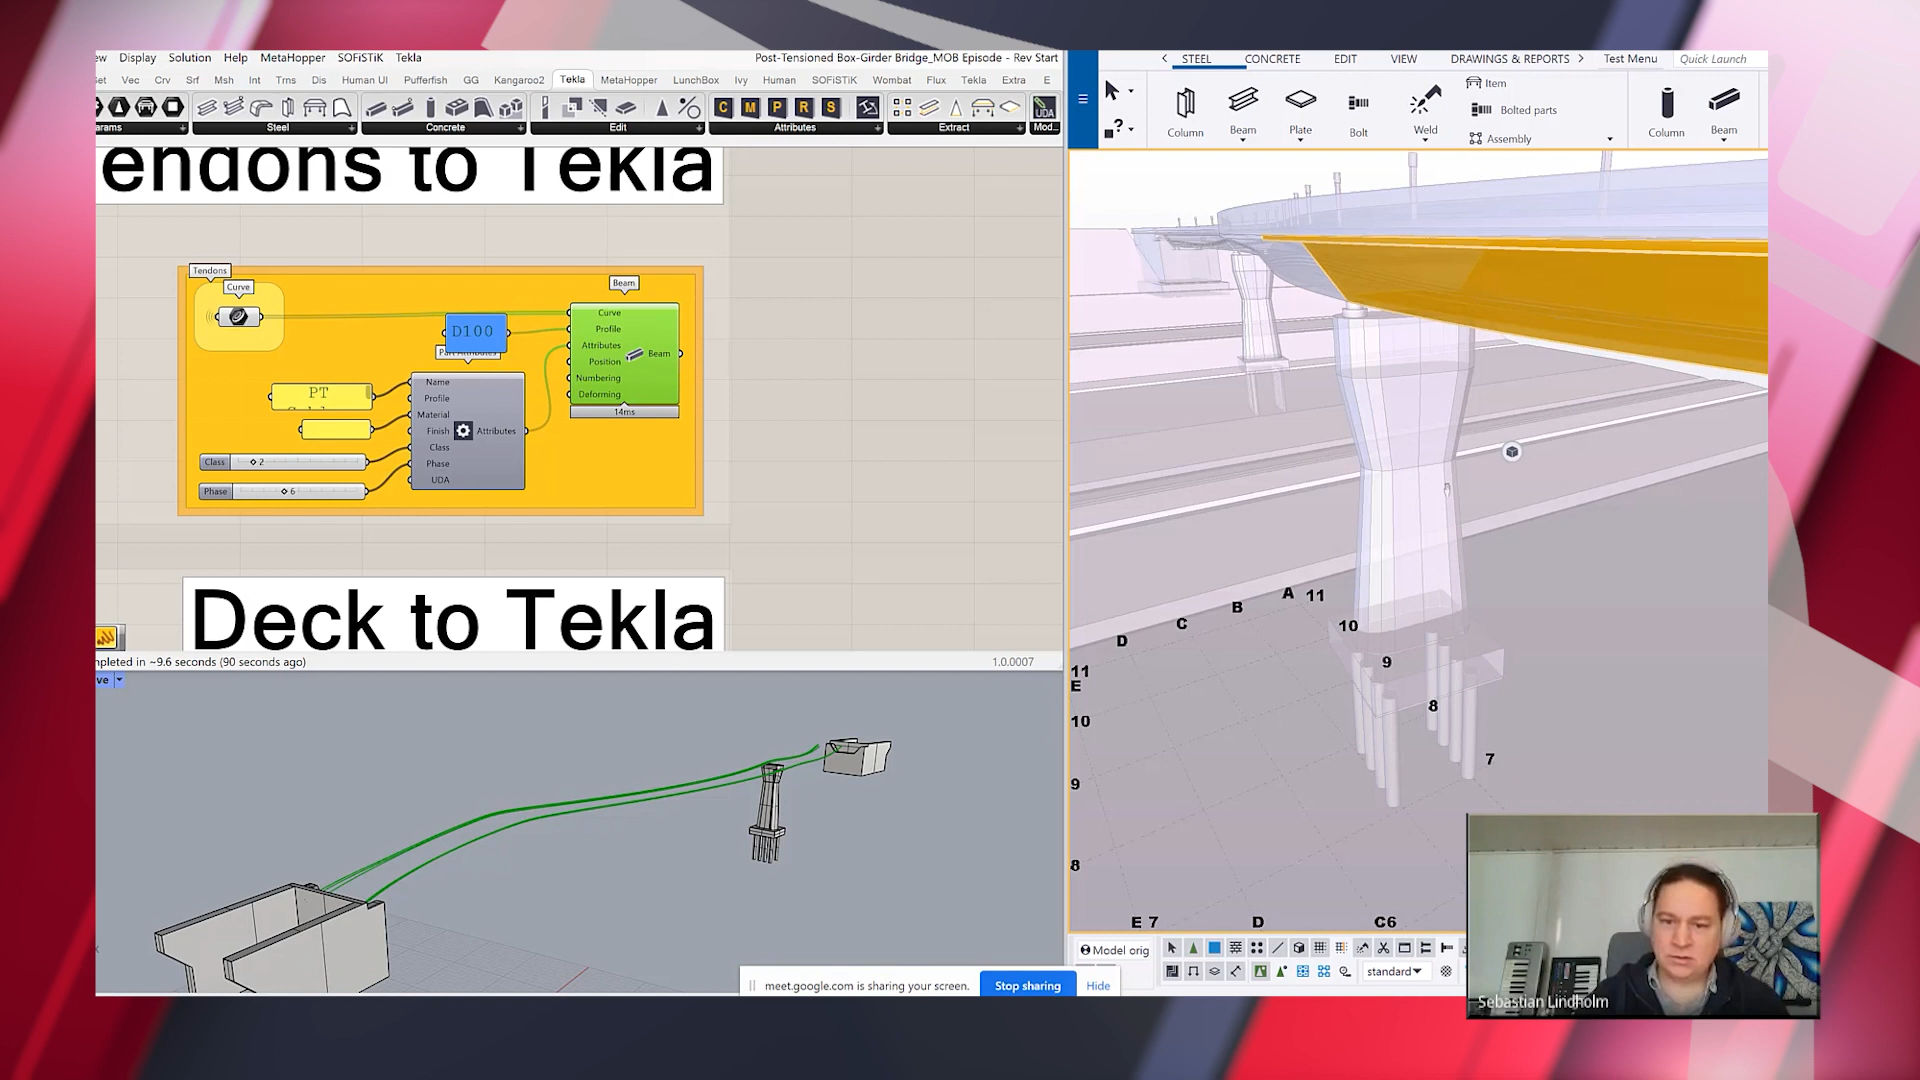 Display Solution Help MetaHopper SOFiSTiK Tekla
Post-Tensioned Box-Girder Bridge_MOB Episode - Rev Start
Vec Crv Srf Msh Int Trns Dis Human UI Pufferfish GG Kangaroo2 Tekla MetaHopper LunchBox Ivy Human SOFiSTiK Wombat Flux Tekla Extra E
C M P R S UDA
arams Steel Concrete Edit Attributes Extract Mod...
endons to Tekla
Tendons
Curve
D100
PT
Class 2
Phase 6
Name
Profile
Material
Finish
Class
Phase
UDA
Attributes
Beam
Curve
Profile
Attributes
Position
Numbering
Deforming
Beam
14ms
Deck to Tekla
npleted in ~9.6 seconds (90 seconds ago)
1.0.0007
ve
meet.google.com is sharing your screen.
Stop sharing
Hide
STEEL CONCRETE EDIT VIEW DRAWINGS & REPORTS Test Menu Quick Launch
Column Beam Plate Bolt Weld
Item
Bolted parts
Assembly
Column Beam
A 11
B
C
D
10
9
8
7
11
E
10
9
8
E 7 D C6
Model orig
standard
Sebastian Lindholm